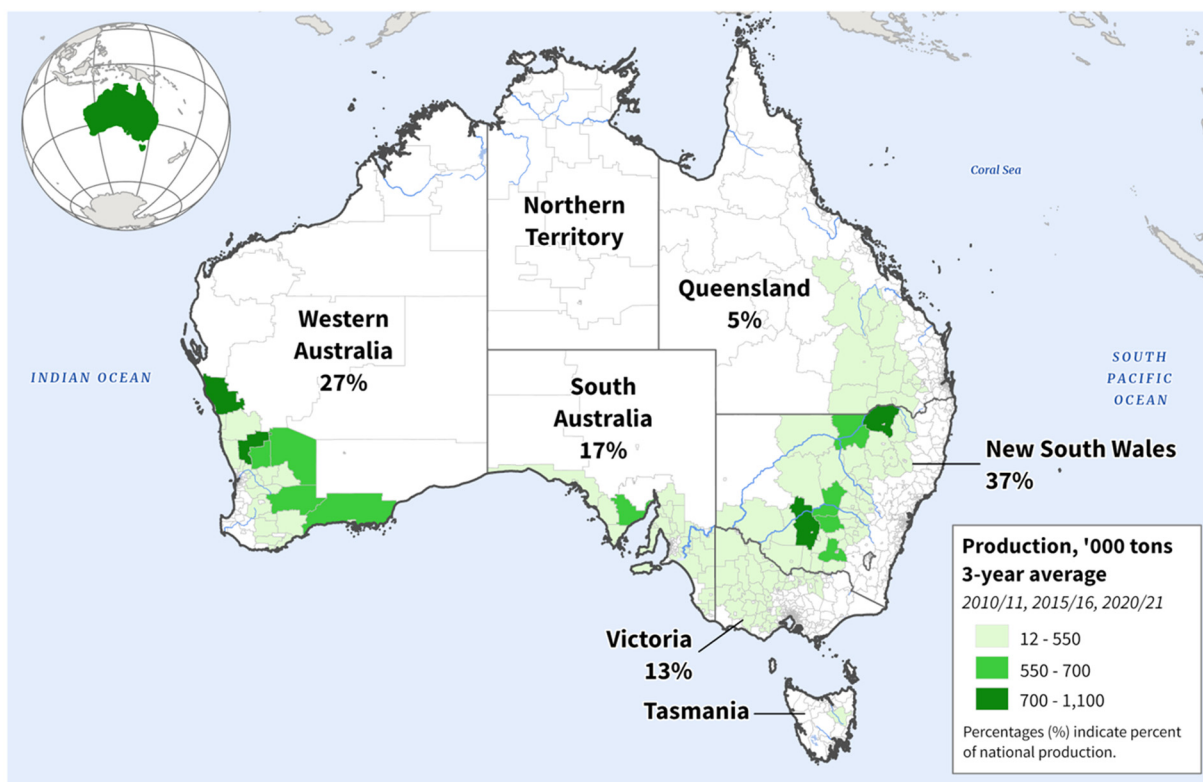 Northern
Territory
Coral Sea
Queensland
5%
Western
Australia
27%
INDIAN OCEAN
South
Australia
17%
SOUTH
PACIFIC
OCEAN
New South Wales
37%
Victoria
13%
Tasmania
Production, '000 tons
3-year average
2010/11, 2015/16, 2020/21
12 - 550
550 - 700
700 - 1,100
Percentages (%) indicate percent
of national production.